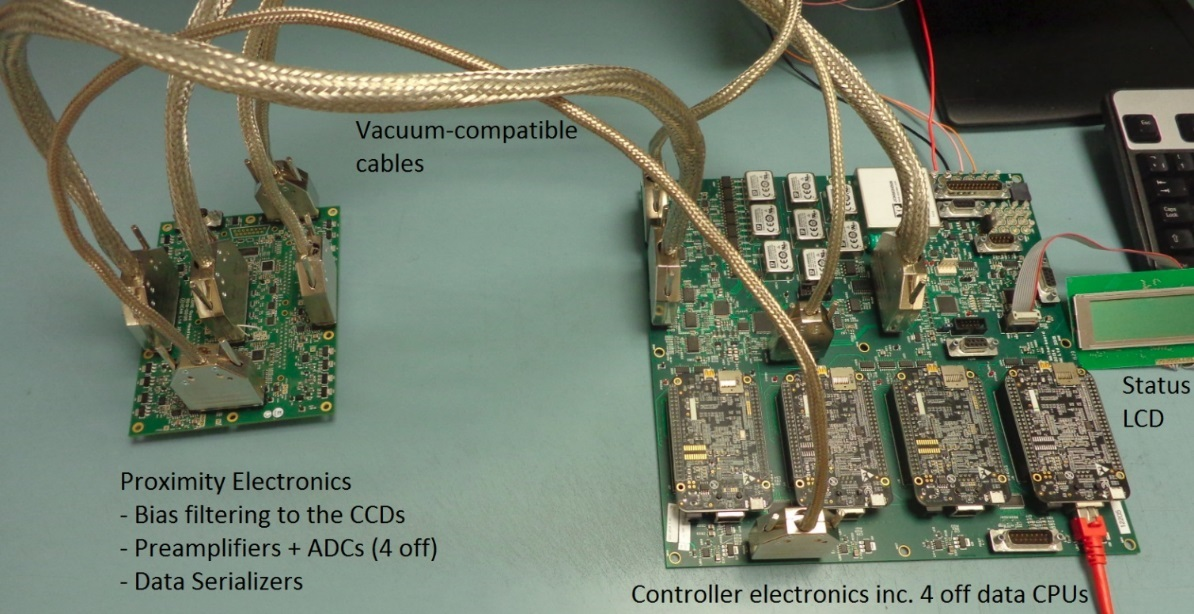 Vacuum-compatible
cables
Status
LCD
Proximity Electronics
- Bias filtering to the CCDs
- Preamplifiers + ADCs (4 off)
- Data Serializers
Controller electronics inc. 4 off data CPUs